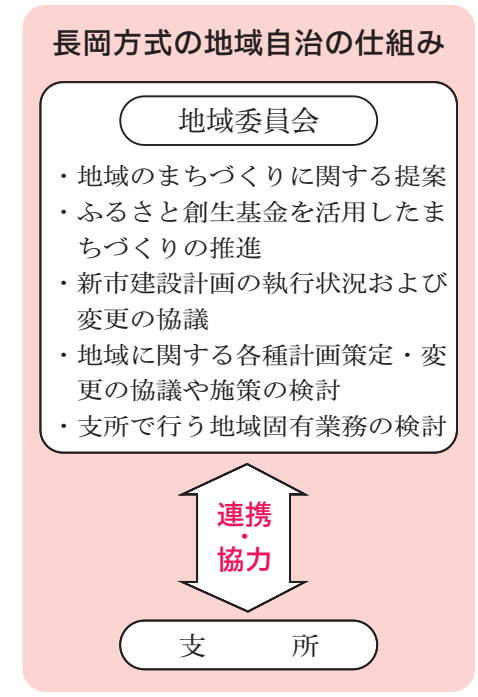 長岡方式の地域自治の仕組み
地域委員会
・地域のまちづくりに関する提案
・ふるさと創生基金を活用したま
ちづくりの推進
・新市建設計画の執行状況および
変更の協議
・地域に関する各種計画策定・変
更の協議や施策の検討
・支所で行う地域固有業務の検討
連携
・
協力
支　　所